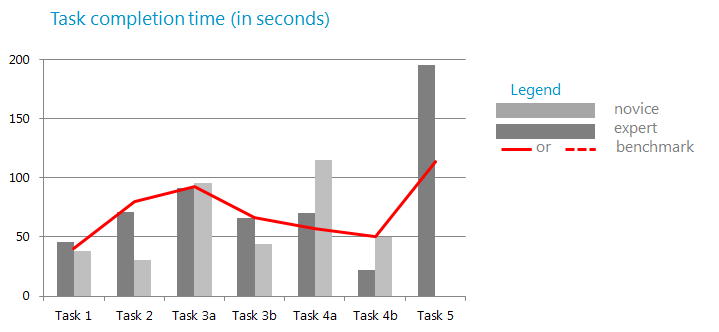 Task completion time (in seconds)
200
150
100
50
0
Task 1 Task 2 Task 3a Task 3b Task 4a Task 4b Task 5
Legend
novice
expert
or benchmark